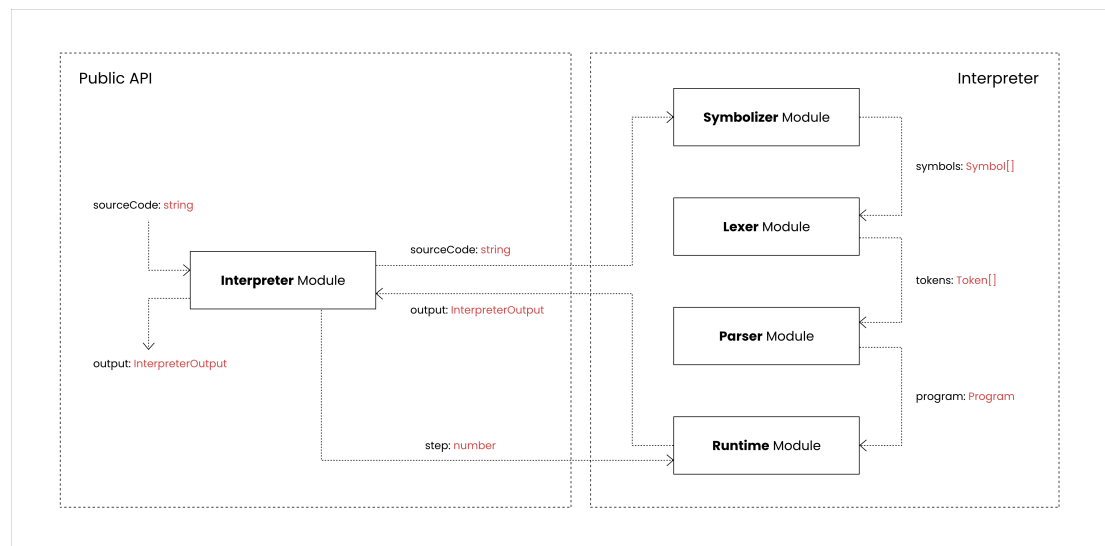 Public API
Interpreter
Symbolizer Module
symbols: Symbol[]
sourceCode: string
Lexer Module
sourceCode: string
Interpreter Module
tokens: Token[]
output: InterpreterOutput
Parser Module
output: InterpreterOutput
program: Program
step: number
Runtime Module